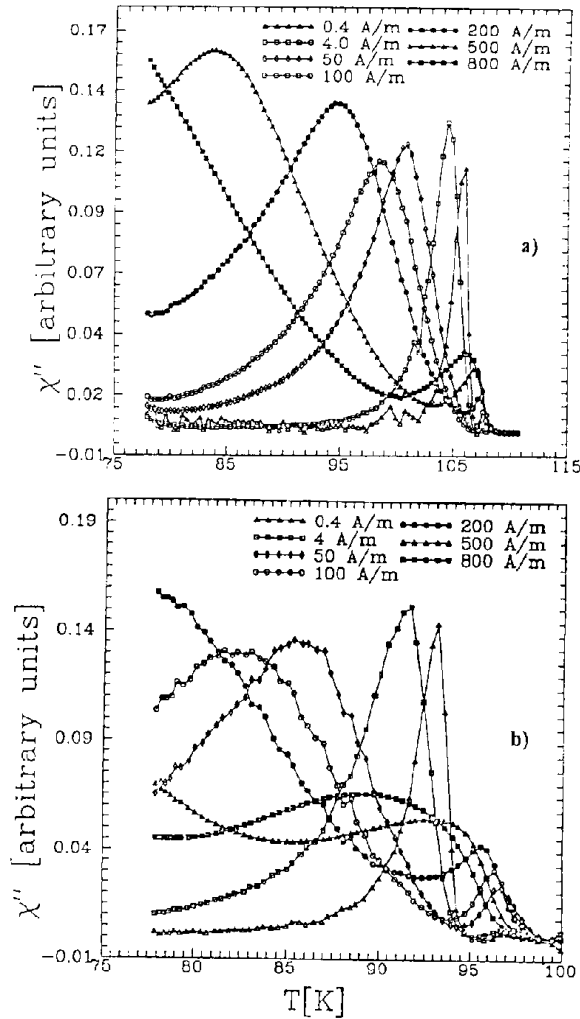 0.17
0.14
0.12
0.09
0.07
0.04
0.02
-0.01
χ'' [arbitrary units]
0.4 A/m
4.0 A/m
50 A/m
100 A/m
200 A/m
500 A/m
800 A/m
a)
75 85 95 105 115
0.19
0.14
0.09
0.04
-0.01
χ'' [arbitrary units]
0.4 A/m
4 A/m
50 A/m
100 A/m
200 A/m
500 A/m
800 A/m
b)
75 80 85 90 95 100
T[K]